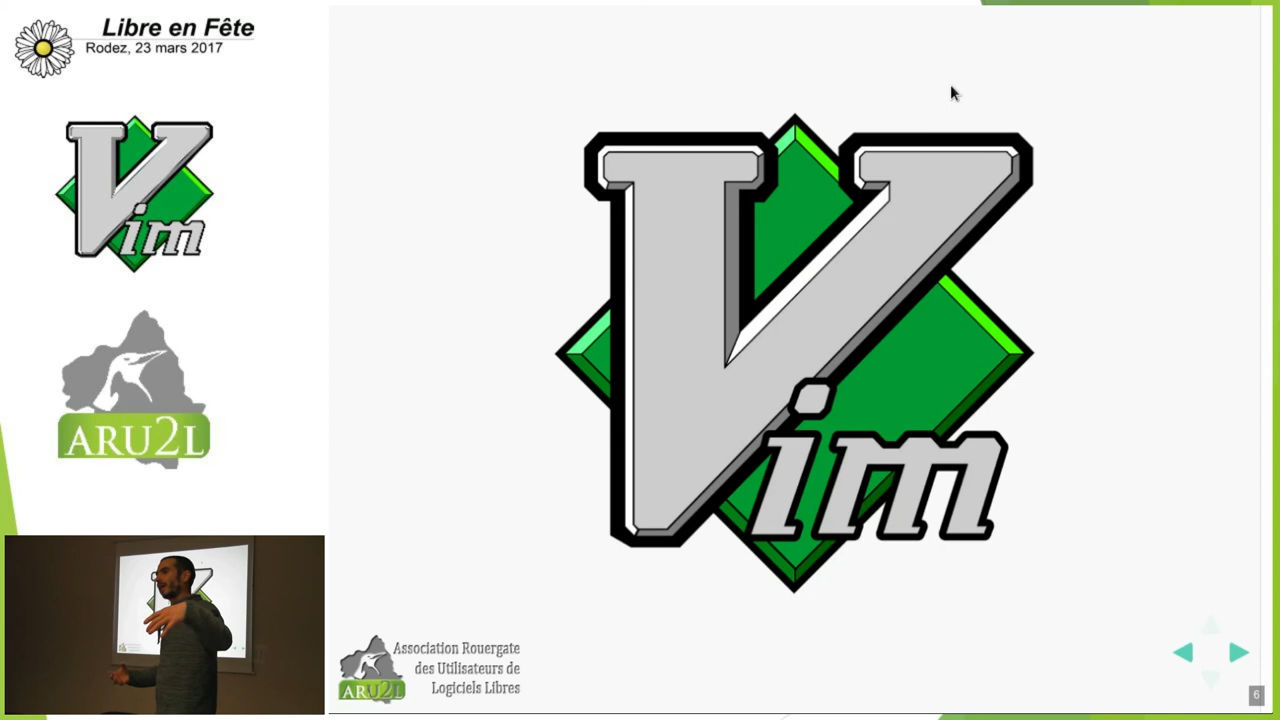 Libre en Fête
Rodez, 23 mars 2017
Vim
ARU2L
Vim
Association Rouergate
des Utilisateurs de
Logiciels Libres
ARU2L
6